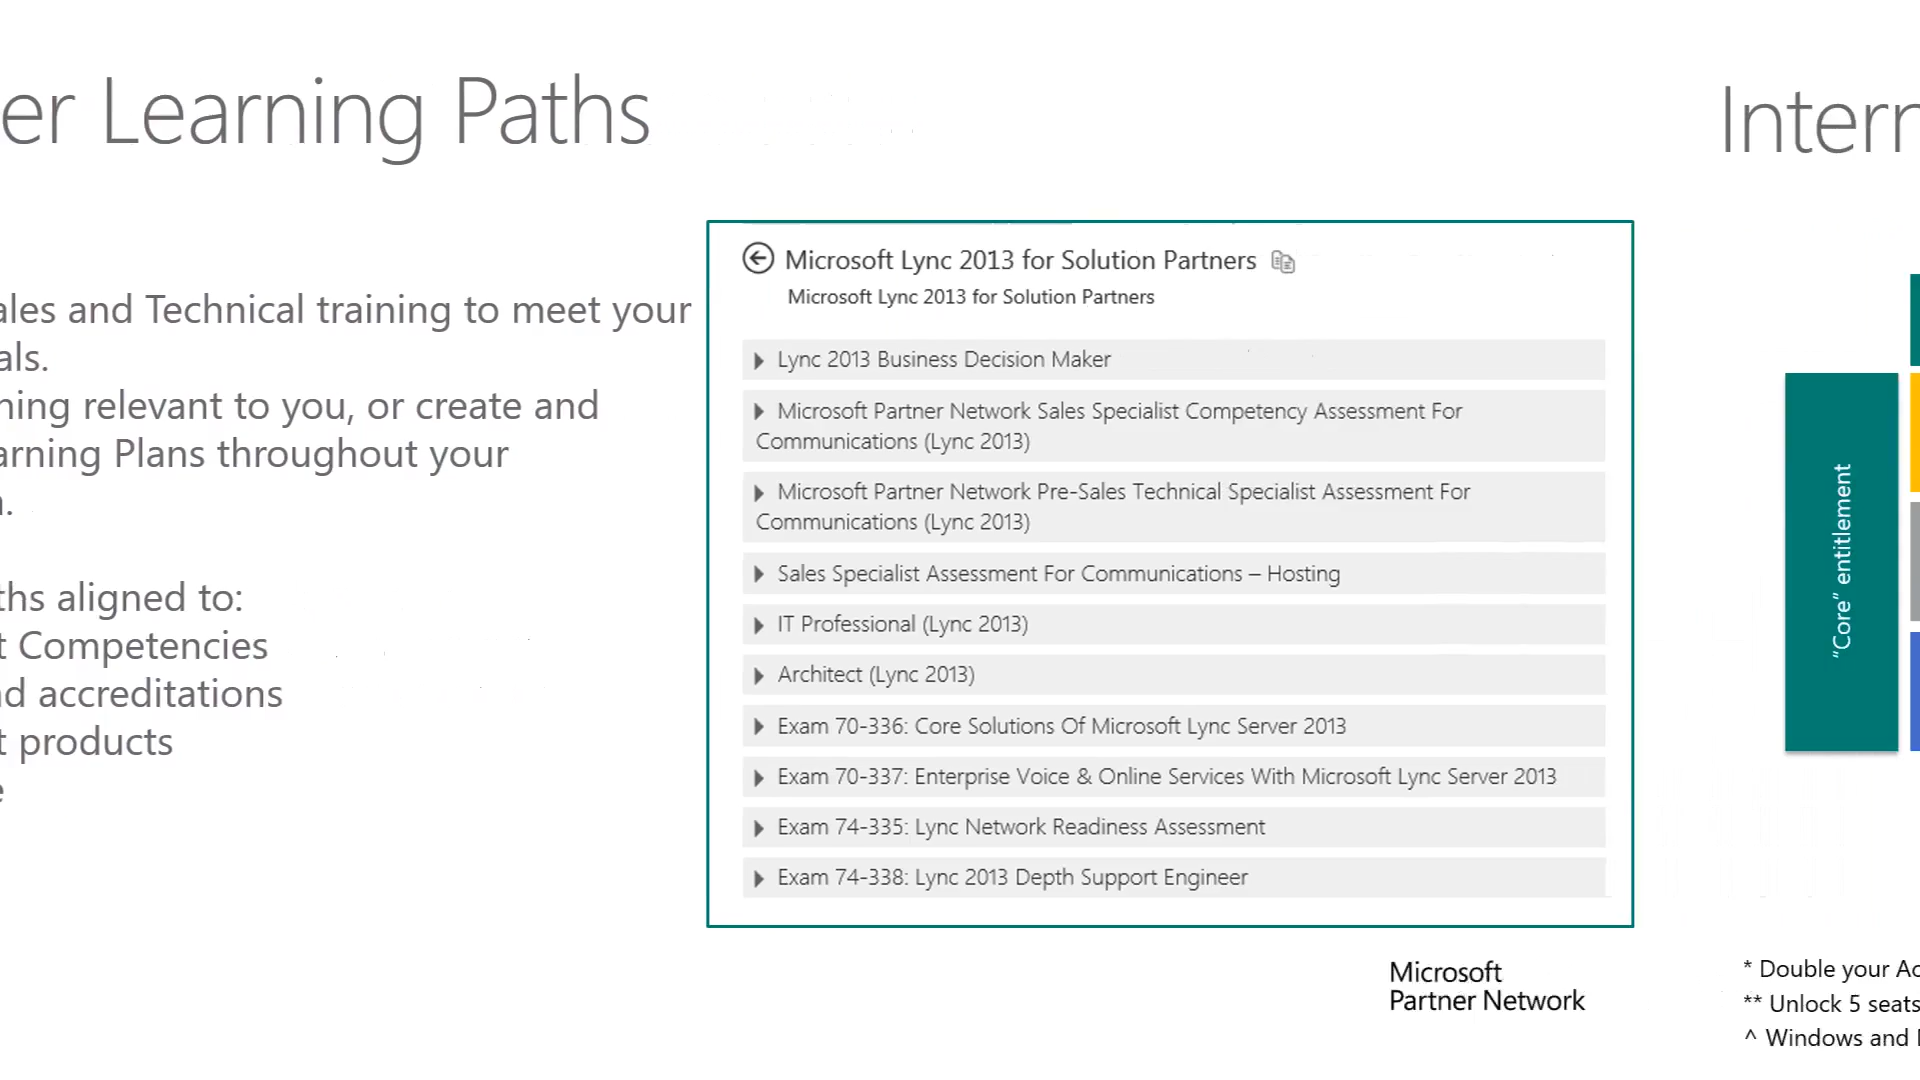 er Learning Paths
ales and Technical training to meet your
als.
ning relevant to you, or create and
arning Plans throughout your
ths aligned to:
t Competencies
nd accreditations
t products
Microsoft Lync 2013 for Solution Partners
Microsoft Lync 2013 for Solution Partners
Lync 2013 Business Decision Maker
Microsoft Partner Network Sales Specialist Competency Assessment For
Communications (Lync 2013)
Microsoft Partner Network Pre-Sales Technical Specialist Assessment For
Communications (Lync 2013)
Sales Specialist Assessment For Communications – Hosting
IT Professional (Lync 2013)
Architect (Lync 2013)
Exam 70-336: Core Solutions Of Microsoft Lync Server 2013
Exam 70-337: Enterprise Voice & Online Services With Microsoft Lync Server 2013
Exam 74-335: Lync Network Readiness Assessment
Exam 74-338: Lync 2013 Depth Support Engineer
Microsoft
Partner Network
Intern
"Core" entitlement
* Double your Ac
** Unlock 5 seats
^ Windows and